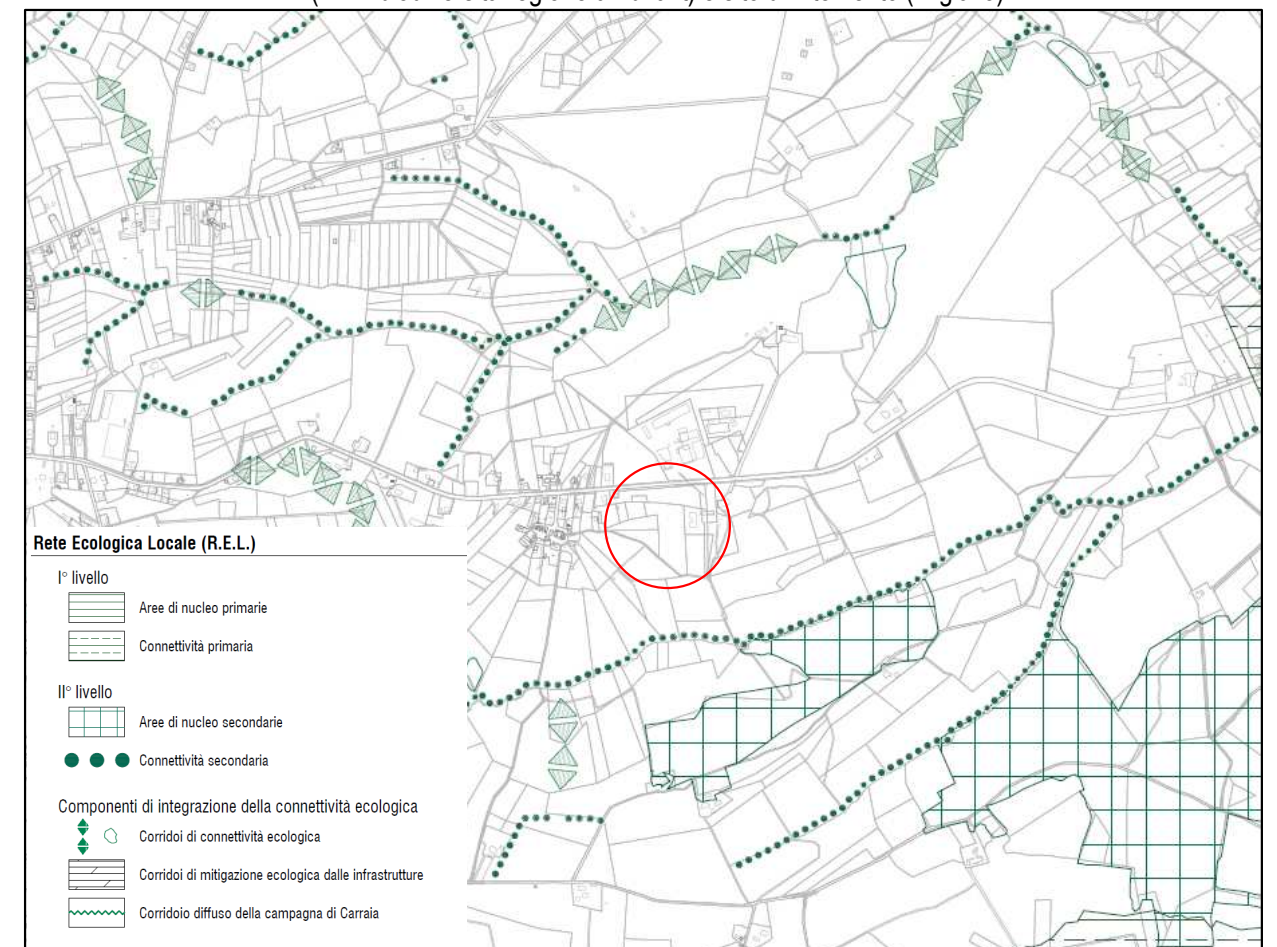 Rete Ecologica Locale (R.E.L.)
I° livello
Aree di nucleo primarie
Connettività primaria
II° livello
Aree di nucleo secondarie
Connettività secondaria
Componenti di integrazione della connettività ecologica
Corridoi di connettività ecologica
Corridoi di mitigazione ecologica dalle infrastrutture
Corridoio diffuso della campagna di Carraia